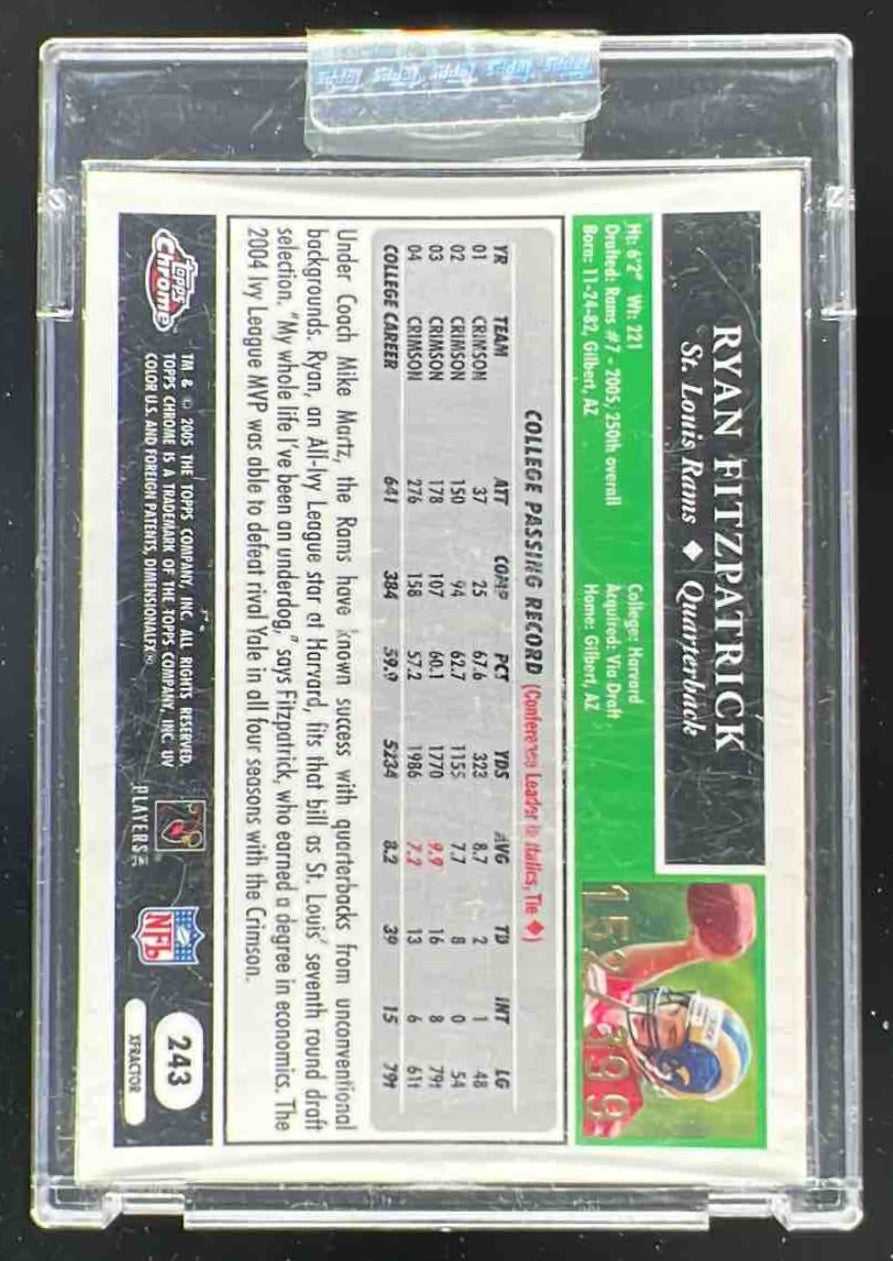 RYAN FITZPATRICK
St. Louis Rams ♦ Quarterback
Ht: 6'2" Wt: 221 College: Harvard
Drafted: Rams #7 - 2005, 250th overall Acquired: Via Draft
Born: 11-24-82, Gilbert, AZ Home: Gilbert, AZ
COLLEGE PASSING RECORD (Conference Leader in Italics, Tie ♦)
YR TEAM ATT COMP PCT YDS AVG TD INT LG
01 CRIMSON 37 25 67.6 323 8.7 2 1 48
02 CRIMSON 150 94 62.7 1155 7.7 8 0 54
03 CRIMSON 178 107 60.1 1770 9.9 16 8 79t
04 CRIMSON 276 158 57.2 1986 7.2 13 6 61t
COLLEGE CAREER 641 384 59.9 5234 8.2 39 15 79t
Under Coach Mike Martz, the Rams have known success with quarterbacks from unconventional
backgrounds. Ryan, an All-Ivy League star at Harvard, fits that bill as St. Louis' seventh round draft
selection. "My whole life I've been an underdog," says Fitzpatrick, who earned a degree in economics. The
2004 Ivy League MVP was able to defeat rival Yale in all four seasons with the Crimson.
Topps
Chrome
TM & © 2005 THE TOPPS COMPANY, INC. ALL RIGHTS RESERVED.
TOPPS CHROME IS A TRADEMARK OF THE TOPPS COMPANY, INC. UV
COLOR U.S. AND FOREIGN PATENTS, DIMENSIONALFX®
PLAYERS
NFL
243
XFRACTOR
Topps Topps Topps Topps Topps